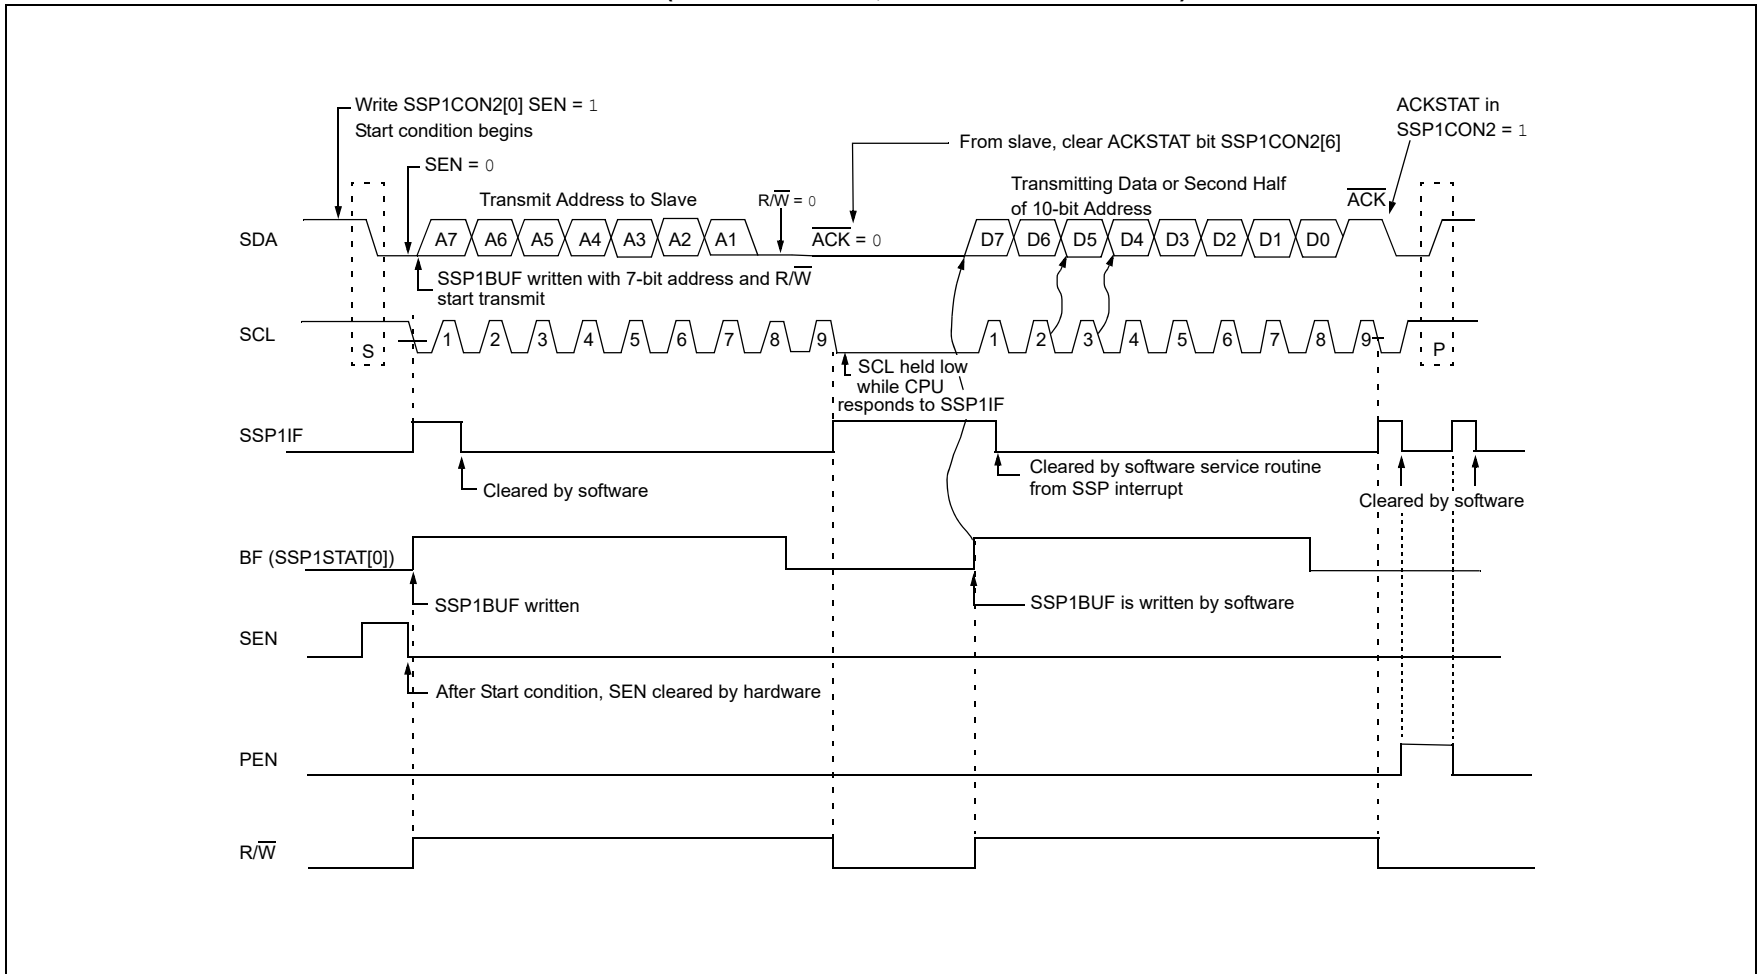 Write SSP1CON2[0] SEN = 1
Start condition begins
ACKSTAT in
SSP1CON2 = 1
From slave, clear ACKSTAT bit SSP1CON2[6]
SEN = 0
Transmitting Data or Second Half
of 10-bit Address
Transmit Address to Slave
R/W = 0
ACK
SDA
A7 A6 A5 A4 A3 A2 A1
ACK = 0
D7 D6 D5 D4 D3 D2 D1 D0
SSP1BUF written with 7-bit address and R/W
start transmit
SCL
S
1 2 3 4 5 6 7 8 9
1 2 3 4 5 6 7 8 9
P
SCL held low
while CPU
responds to SSP1IF
SSP1IF
Cleared by software
Cleared by software service routine
from SSP interrupt
Cleared by software
BF (SSP1STAT[0])
SSP1BUF written
SSP1BUF is written by software
SEN
After Start condition, SEN cleared by hardware
PEN
R/W